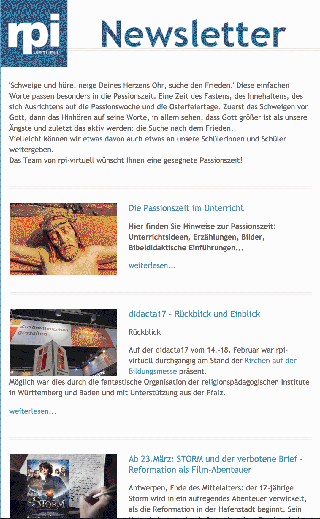 rpi
Newsletter
'Schweige und höre, neige Deines Herzens Ohr, suche den Frieden.' Diese einfachen
Worte passen besonders in die Passionszeit. Eine Zeit des Fastens, des Innehaltens, des
sich Ausrichtens auf die Passionswoche und die Osterfeiertage. Zuerst das Schweigen vor
Gott, dann das Hinhören auf seine Worte, in allem sehen, dass Gott größer ist als unsere
Ängste und zuletzt das aktiv werden: die Suche nach dem Frieden.
Vielleicht können wir etwas davon auch etwas an unsere Schülerinnen und Schüler
weitergeben.
Das Team von rpi-virtuell wünscht Ihnen eine gesegnete Passionszeit!
Die Passionszeit im Unterricht
Hier finden Sie Hinweise zur Passionszeit:
Unterrichtsideen, Erzählungen, Bilder,
Bibeldidaktische Einführungen...
weiterlesen...
didacta17 - Rückblick und Einblick
Rückblick
Auf der didacta17 vom 14.-18. Februar war rpi-
virtuell durchgängig am Stand der Kirchen auf der
Bildungsmesse präsent.
Möglich war dies durch die fantastische Organisation der religionspädagogischen Institute
in Württemberg und Baden und mit Unterstützung aus der Pfalz.
weiterlesen...
Ab 23.März: STORM und der verbotene Brief -
Reformation als Film-Abenteuer
STORM
Antwerpen, Ende des Mittelalters: der 17-jährige
Storm wird in ein aufregendes Abenteuer verwickelt,
als die Reformation in der Hafenstadt beginnt. Sein